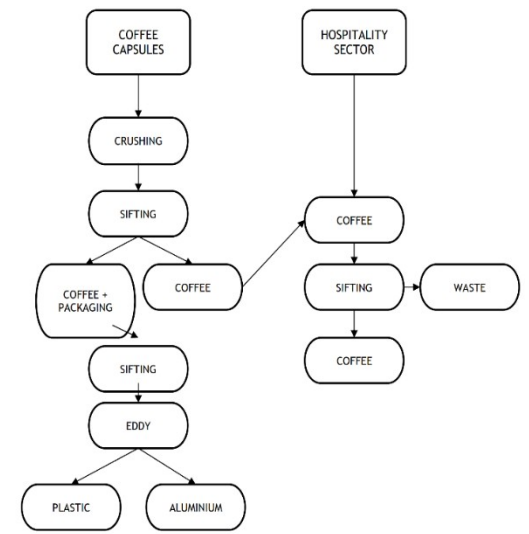 COFFEE
CAPSULES
HOSPITALITY
SECTOR
CRUSHING
SIFTING
COFFEE
COFFEE +
PACKAGING
COFFEE
SIFTING
WASTE
SIFTING
COFFEE
EDDY
PLASTIC
ALUMINIUM